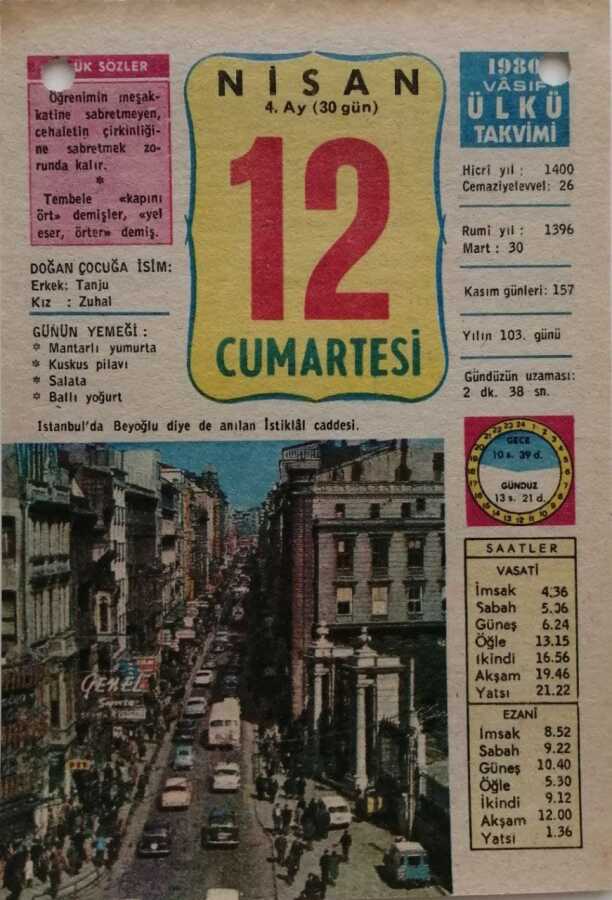 ÜK SÖZLER
Öğrenimin meşak-
katine sabretmeyen,
cehaletin çirkinliği-
ne sabretmek zo-
runda kalır.
*
Tembele «kapını
ört» demişler, «yel
eser, örter» demiş.
DOĞAN ÇOCUĞA İSİM:
Erkek: Tanju
Kız : Zuhal
GÜNÜN YEMEĞİ :
* Mantarlı yumurta
* Kuskus pilavı
* Salata
* Ballı yoğurt
NİSAN
4. Ay (30 gün)
12
CUMARTESİ
1980
VÂSIF
ÜLKÜ
TAKVİMİ
Hicrî yıl : 1400
Cemaziyelevvel: 26
Rumî yıl : 1396
Mart : 30
Kasım günleri: 157
Yılın 103. günü
Gündüzün uzaması:
2 dk. 38 sn.
İstanbul'da Beyoğlu diye de anılan İstiklâl caddesi.
GECE
10 s. 39 d.
GÜNDÜZ
13 s. 21 d.
SAATLER
VASATİ
İmsak 4.36
Sabah 5.36
Güneş 6.24
Öğle 13.15
İkindi 16.56
Akşam 19.46
Yatsı 21.22
EZANİ
İmsak 8.52
Sabah 9.22
Güneş 10.40
Öğle 5.30
İkindi 9.12
Akşam 12.00
Yatsı 1.36
GENEL
Sigorta